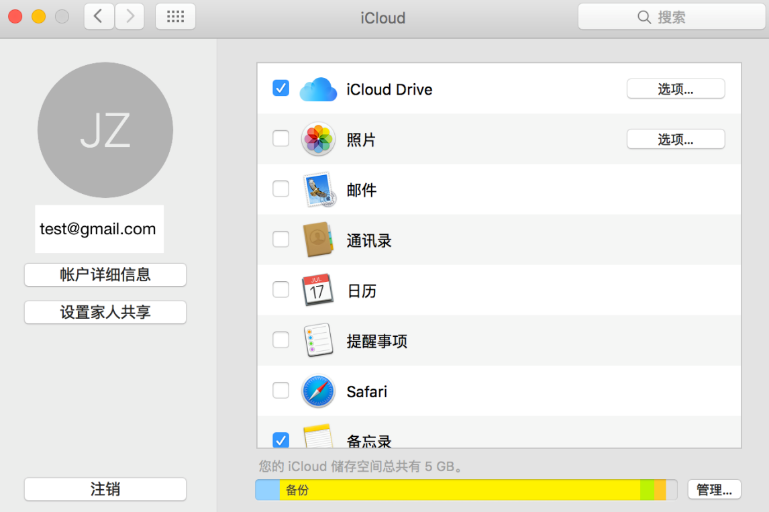 iCloud
搜索
JZ
test@gmail.com
帐户详细信息
设置家人共享
注销
iCloud Drive
选项...
照片
选项...
邮件
通讯录
JUL
17
日历
提醒事项
Safari
备忘录
您的 iCloud 储存空间总共有 5 GB。
备份
管理...